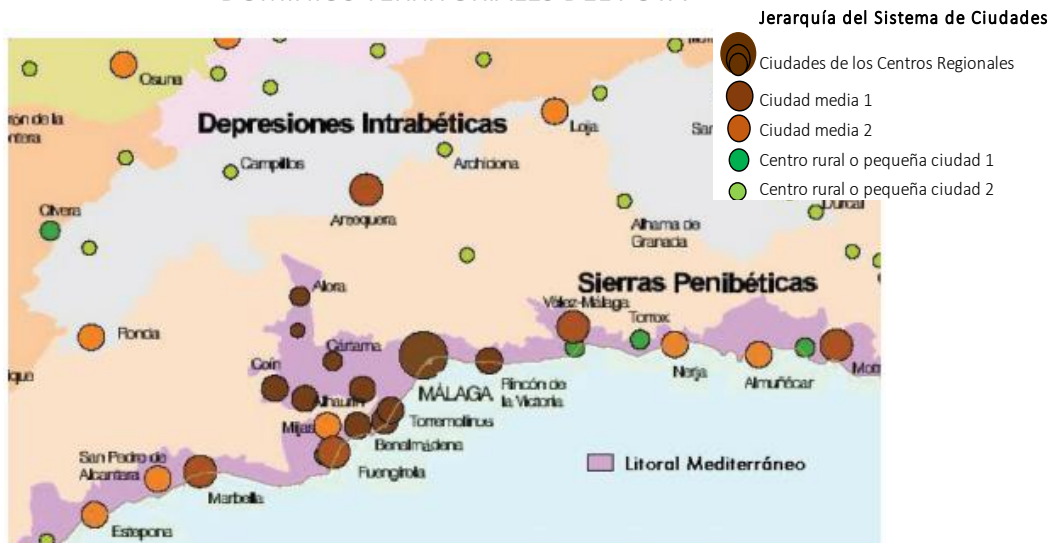 Jerarquía del Sistema de Ciudades
Ciudades de los Centros Regionales
Ciudad media 1
Ciudad media 2
Centro rural o pequeña ciudad 1
Centro rural o pequeña ciudad 2
Osuna
Depresiones Intrabéticas
Loja
Campillos
Archidona
Olvera
Antequera
Alhama de
Granada
Dúrcal
Sierras Penibéticas
Alora
Vélez-Málaga
Torrox
Ronda
Cártama
Coín
MÁLAGA
Rincón de
la Victoria
Nerja
Almuñécar
Alhaurín
Mijas
Torremolinos
Benalmádena
San Pedro de
Alcantara
Fuengirola
Marbella
Litoral Mediterráneo
Estepona